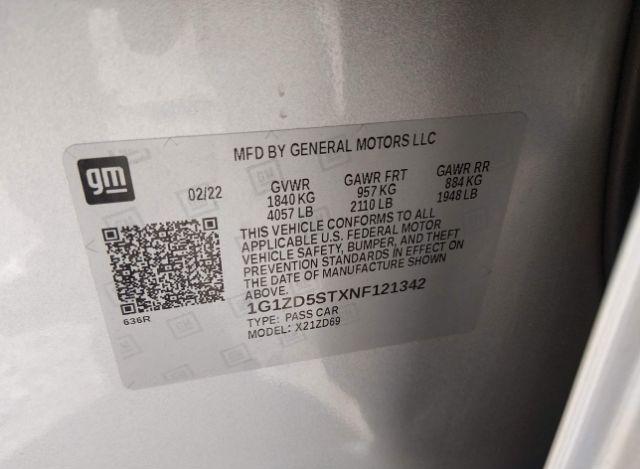 MFD BY GENERAL MOTORS LLC
gm
02/22
GVWR
1840 KG
4057 LB
GAWR FRT
957 KG
2110 LB
GAWR RR
884 KG
1948 LB
THIS VEHICLE CONFORMS TO ALL
APPLICABLE U.S. FEDERAL MOTOR
VEHICLE SAFETY, BUMPER, AND THEFT
PREVENTION STANDARDS IN EFFECT ON
THE DATE OF MANUFACTURE SHOWN
ABOVE.
1G1ZD5STXNF121342
TYPE: PASS CAR
MODEL: X21ZD69
636R